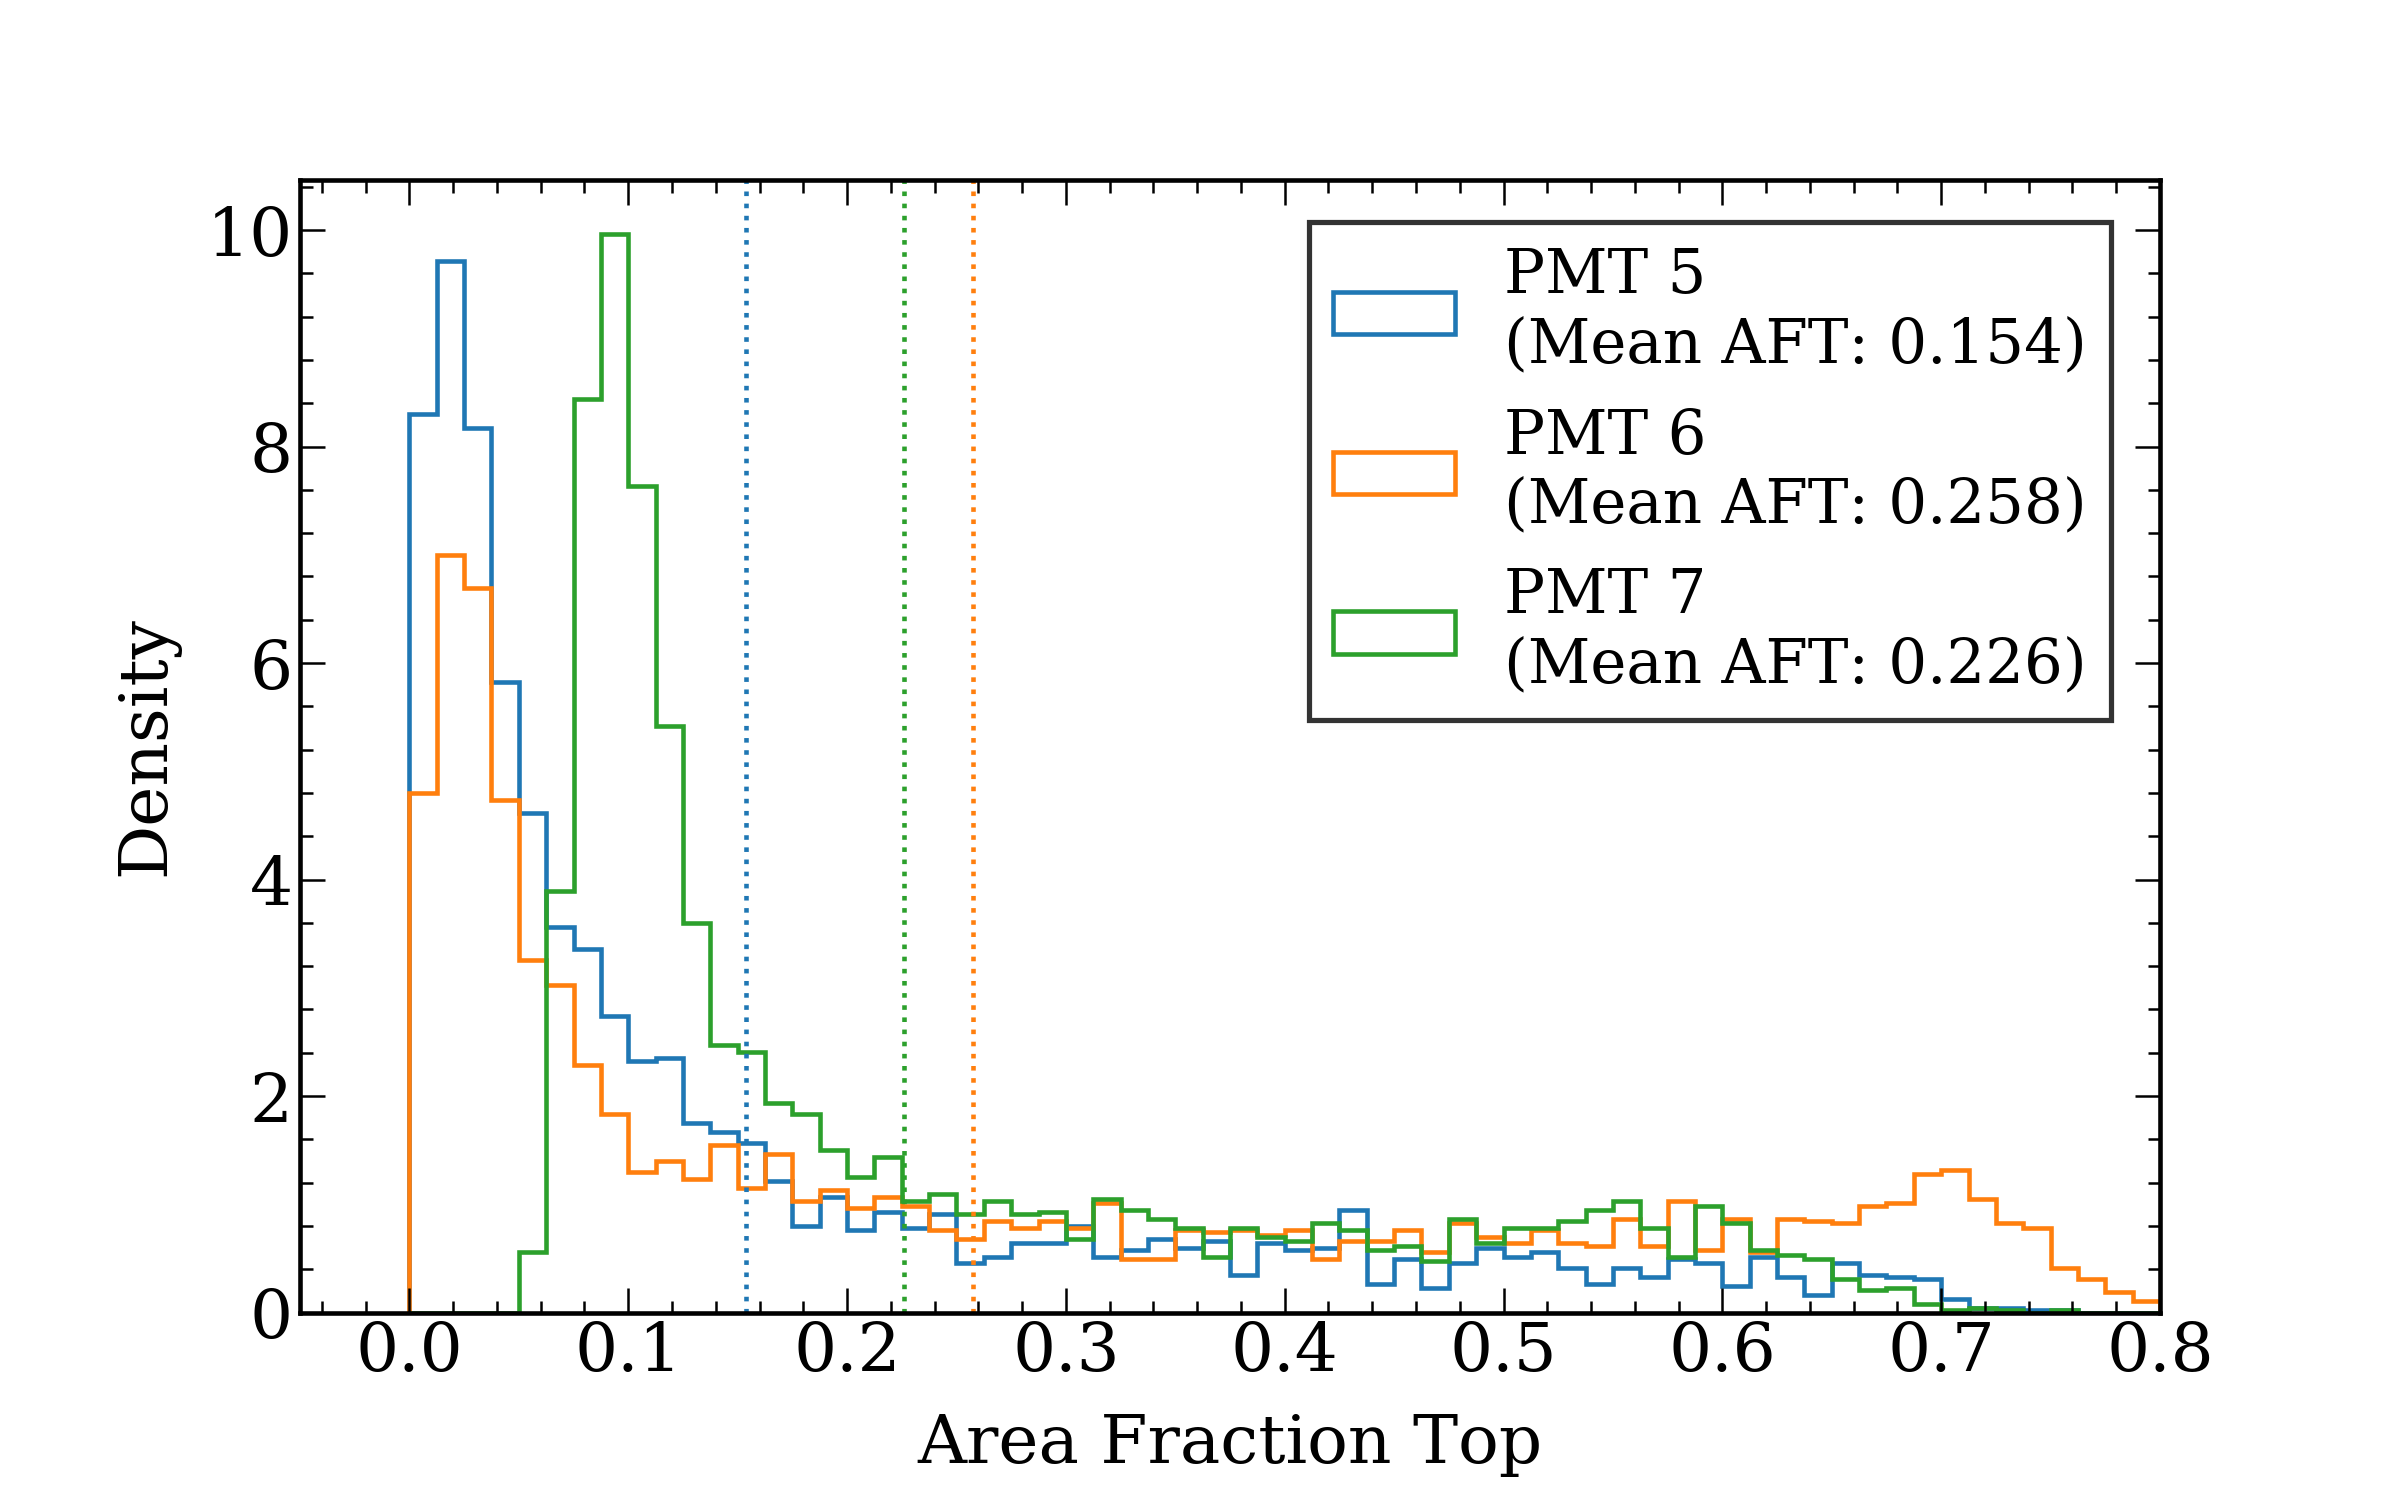 10
8
6
4
2
0
Density
PMT 5
(Mean AFT: 0.154)
PMT 6
(Mean AFT: 0.258)
PMT 7
(Mean AFT: 0.226)
0.0 0.1 0.2 0.3 0.4 0.5 0.6 0.7 0.8
Area Fraction Top